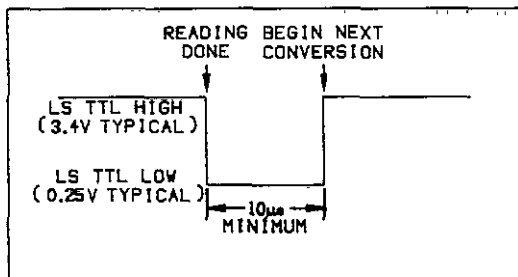 READING BEGIN NEXT
DONE CONVERSION
LS TTL HIGH
(3.4V TYPICAL)
LS TTL LOW
(0.25V TYPICAL)
10µs
MINIMUM